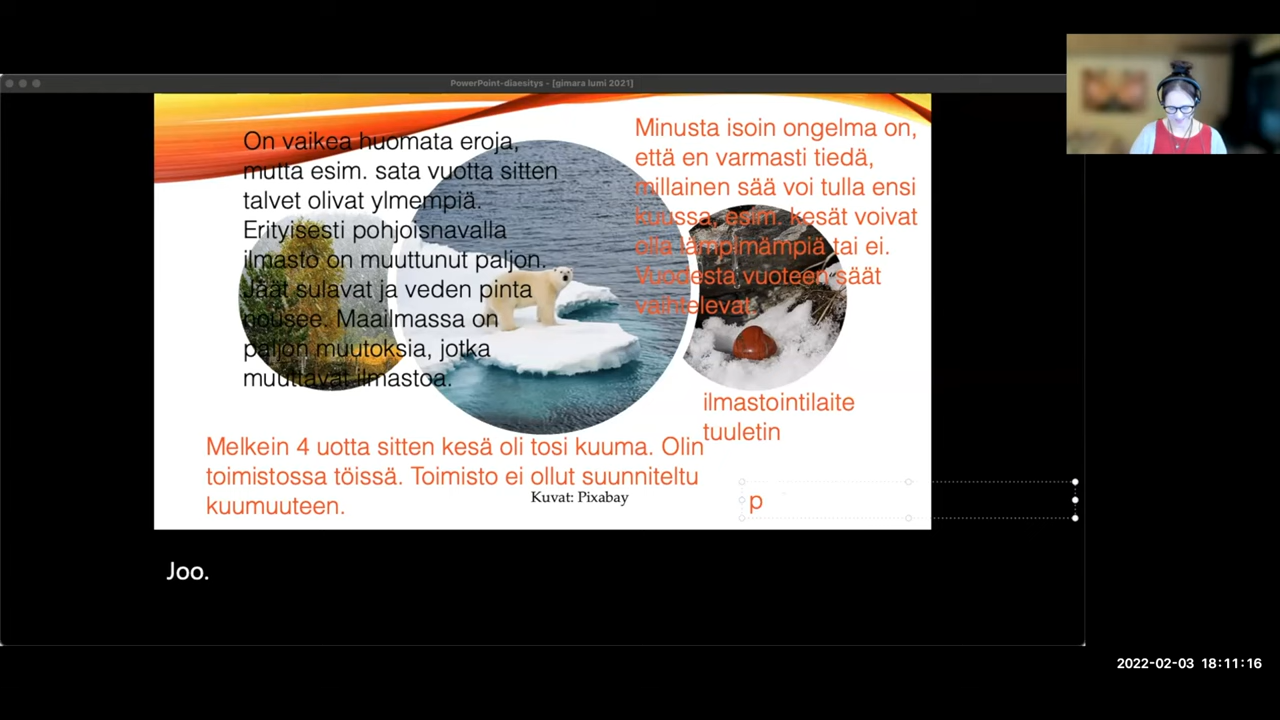 PowerPoint-diaesitys - [gimara lumi 2021]
On vaikea huomata eroja,
mutta esim. sata vuotta sitten
talvet olivat ylmempiä.
Erityisesti pohjoisnavalla
ilmasto on muuttunut paljon.
Jäät sulavat ja veden pinta
nousee. Maailmassa on
paljon muutoksia, jotka
muuttavat ilmastoa.
Minusta isoin ongelma on,
että en varmasti tiedä,
millainen sää voi tulla ensi
kuussa, esim. kesät voivat
olla lämpimämpiä tai ei.
Vuodesta vuoteen säät
vaihtelevat.
ilmastointilaite
tuuletin
Melkein 4 uotta sitten kesä oli tosi kuuma. Olin
toimistossa töissä. Toimisto ei ollut suunniteltu
kuumuuteen.
Kuvat: Pixabay
p
Joo.
2022-02-03 18:11:16